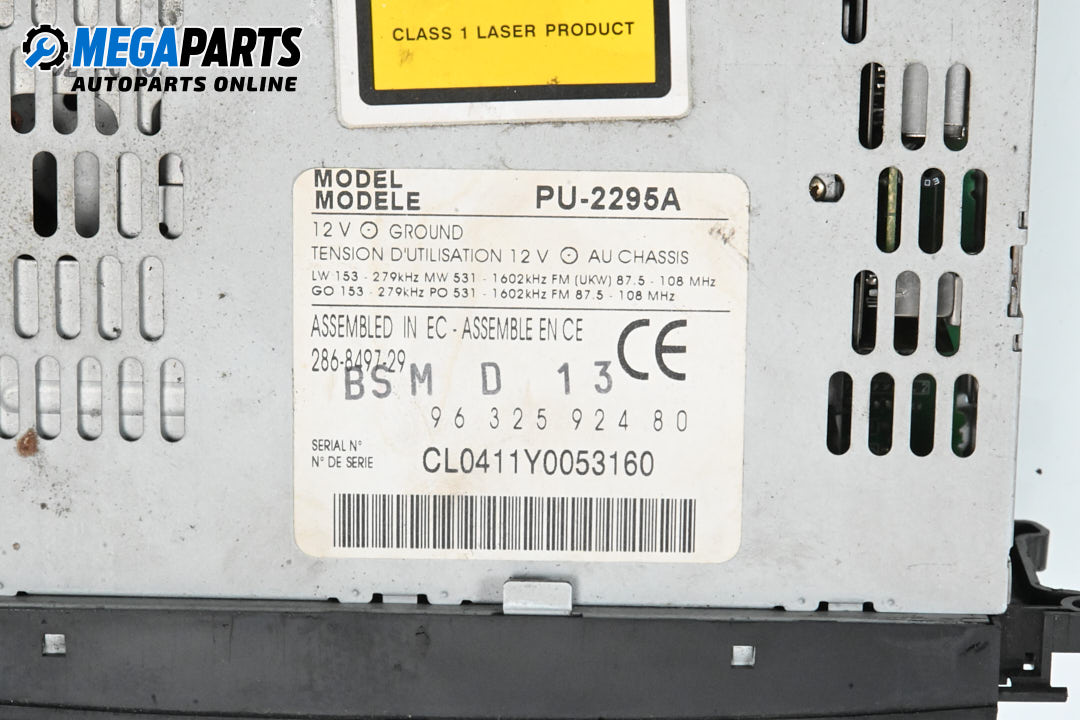 MEGAPARTS
AUTOPARTS ONLINE
CLASS 1 LASER PRODUCT
MODEL
MODELE PU-2295A
12 V ⊙ GROUND
TENSION D'UTILISATION 12 V ⊙ AU CHASSIS
LW 153 - 279kHz MW 531 - 1602kHz FM (UKW) 87.5 - 108 MHz
GO 153 - 279kHz PO 531 - 1602kHz FM 87.5 - 108 MHz
ASSEMBLED IN EC - ASSEMBLE EN CE
CE
286-8497-29
BSM D 13
96 325 924 80
SERIAL N°
N° DE SERIE CL0411Y0053160
03